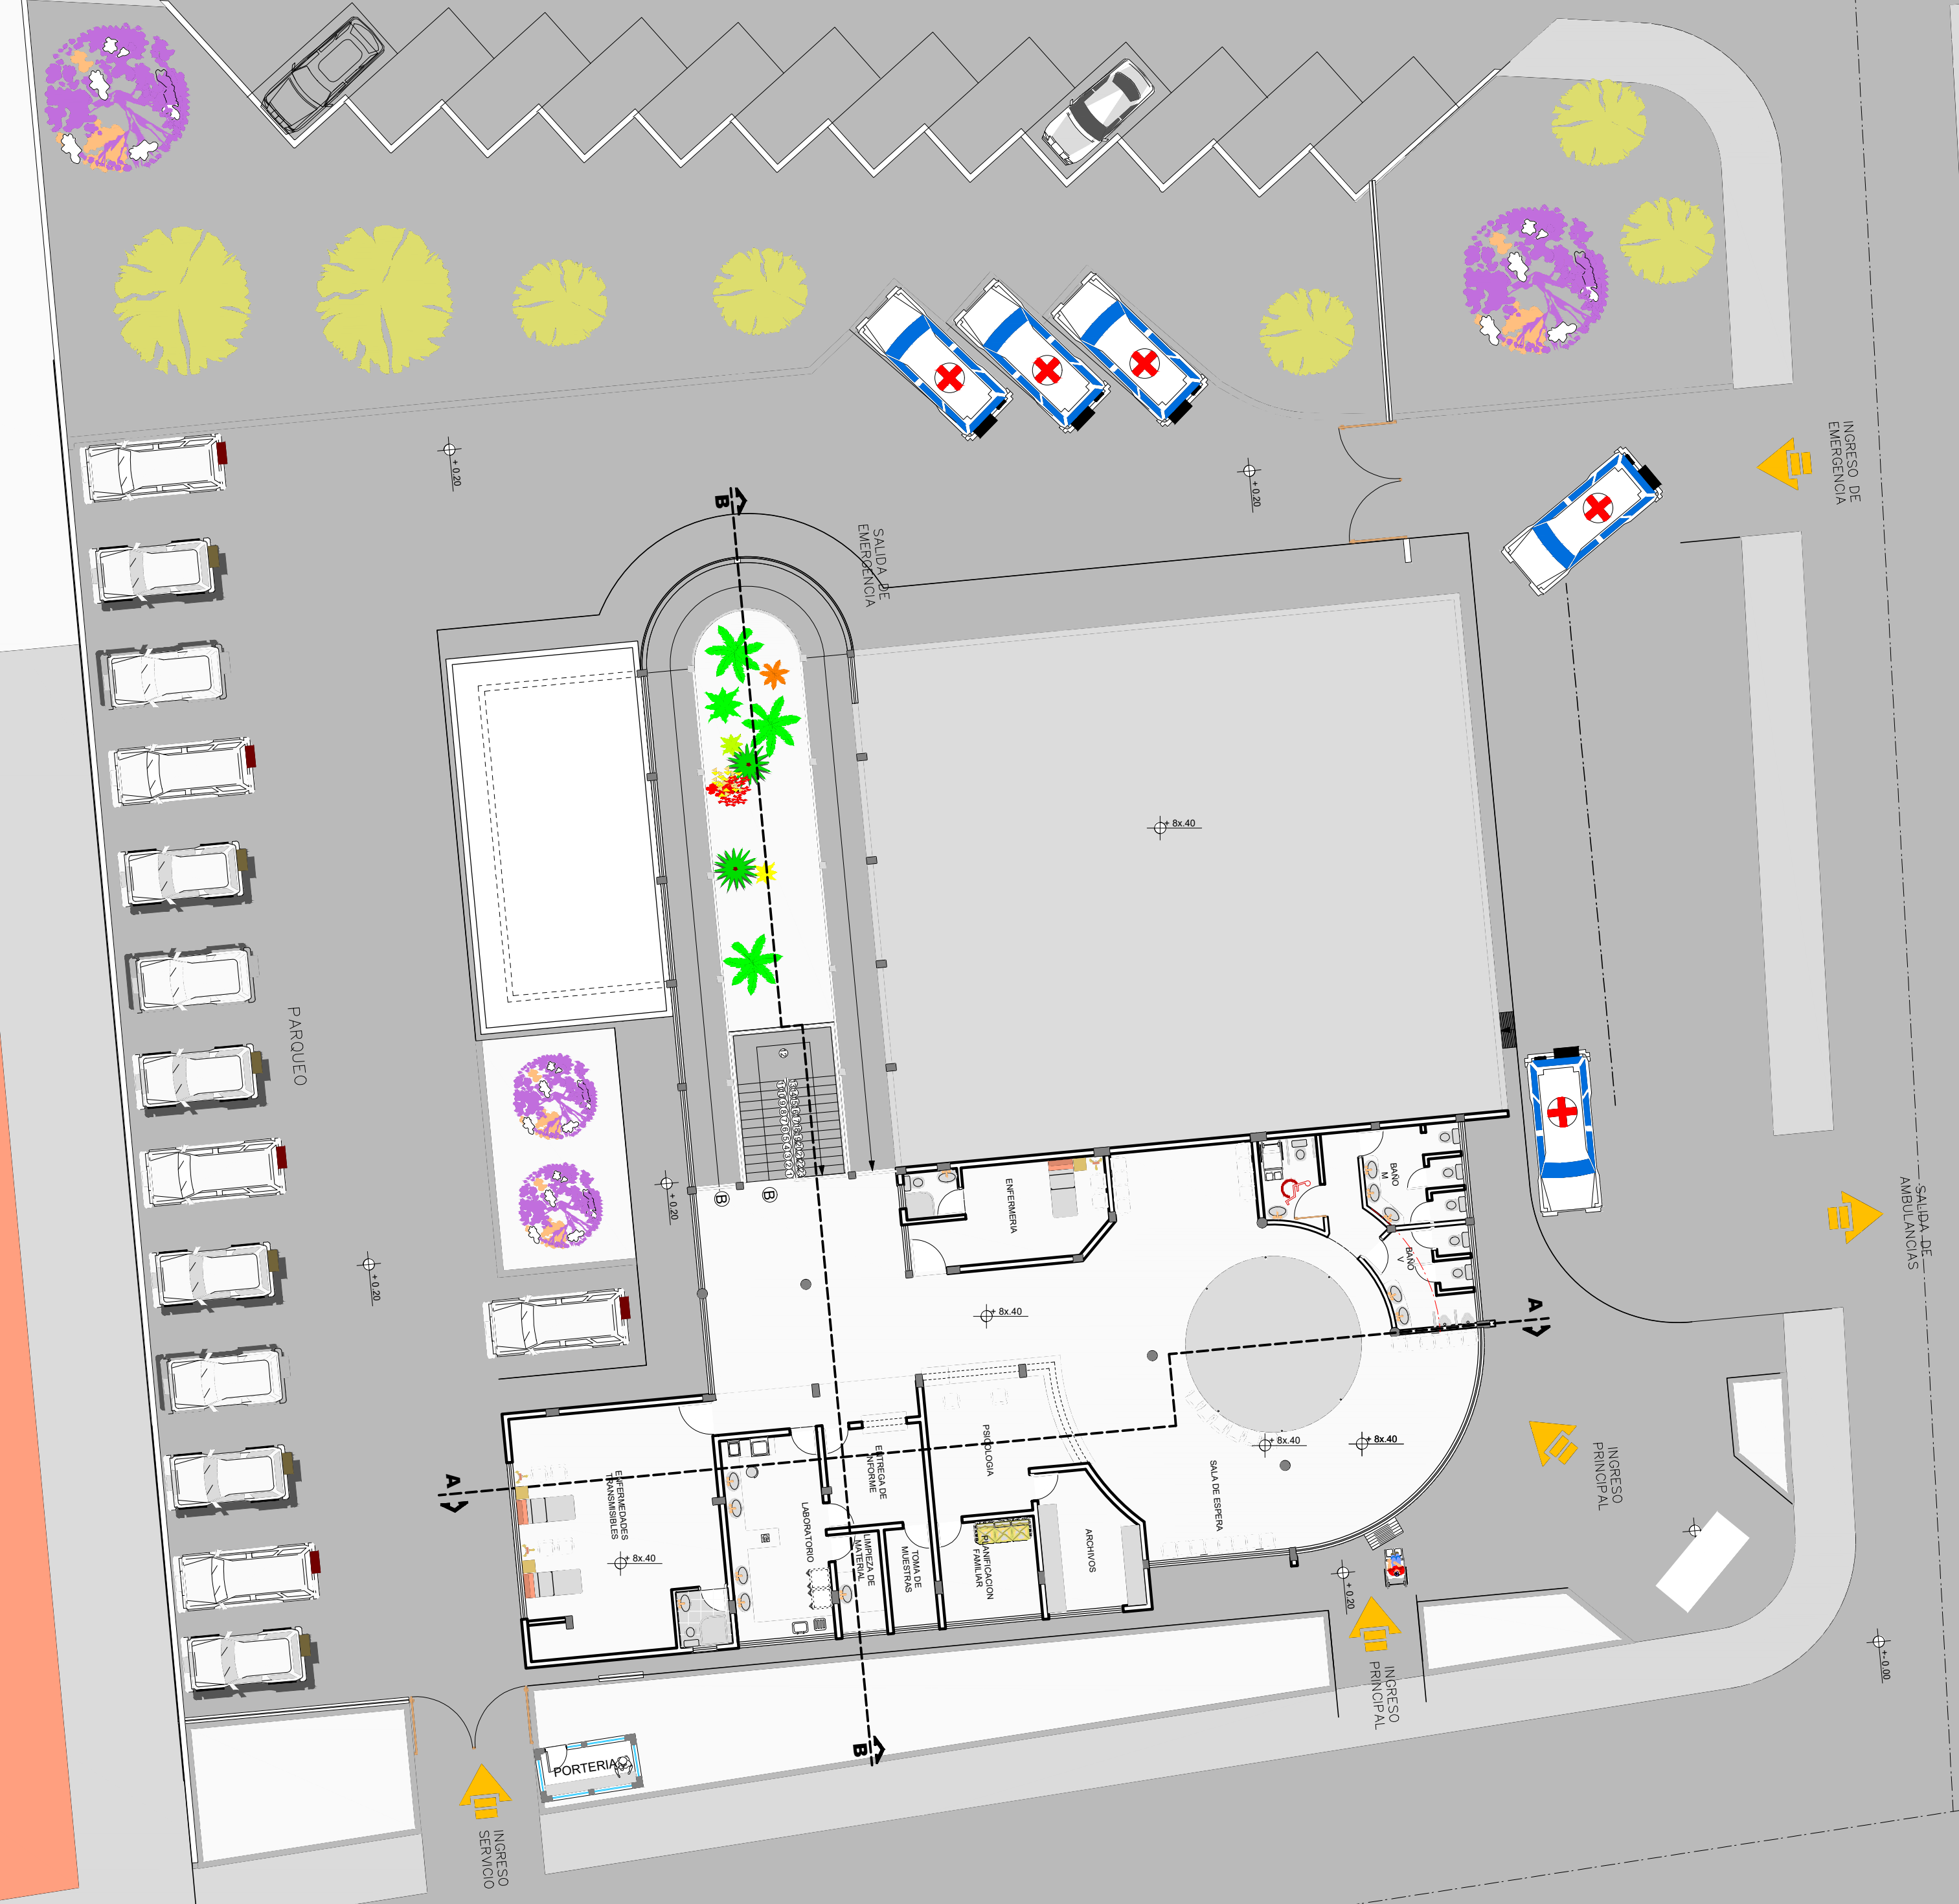 INGRESO DE
EMERGENCIA
+ 0.20
+ 0.20
B
SALIDA DE
EMERGENCIA
+ 8x.40
PARQUEO
12
SALIDA DE
AMBULANCIAS
+ 0.20
B
B
ENFERMERIA
BAÑO
M
BAÑO
V
+ 0.20
+ 8x.40
A
+ 8x.40
+ 8x.40
INGRESO
PRINCIPAL
A
ENFERMEDADES
TRANSMISIBLES
+ 8x.40
LABORATORIO
ENTREGA DE
INFORME
LIMPIEZA DE
MATERIAL
TOMA DE
MUESTRAS
PSICOLOGIA
PLANIFICACION
FAMILIAR
ARCHIVOS
SALA DE ESPERA
+ 0.20
INGRESO
PRINCIPAL
+-0.00
B
PORTERIA
INGRESO
SERVICIO